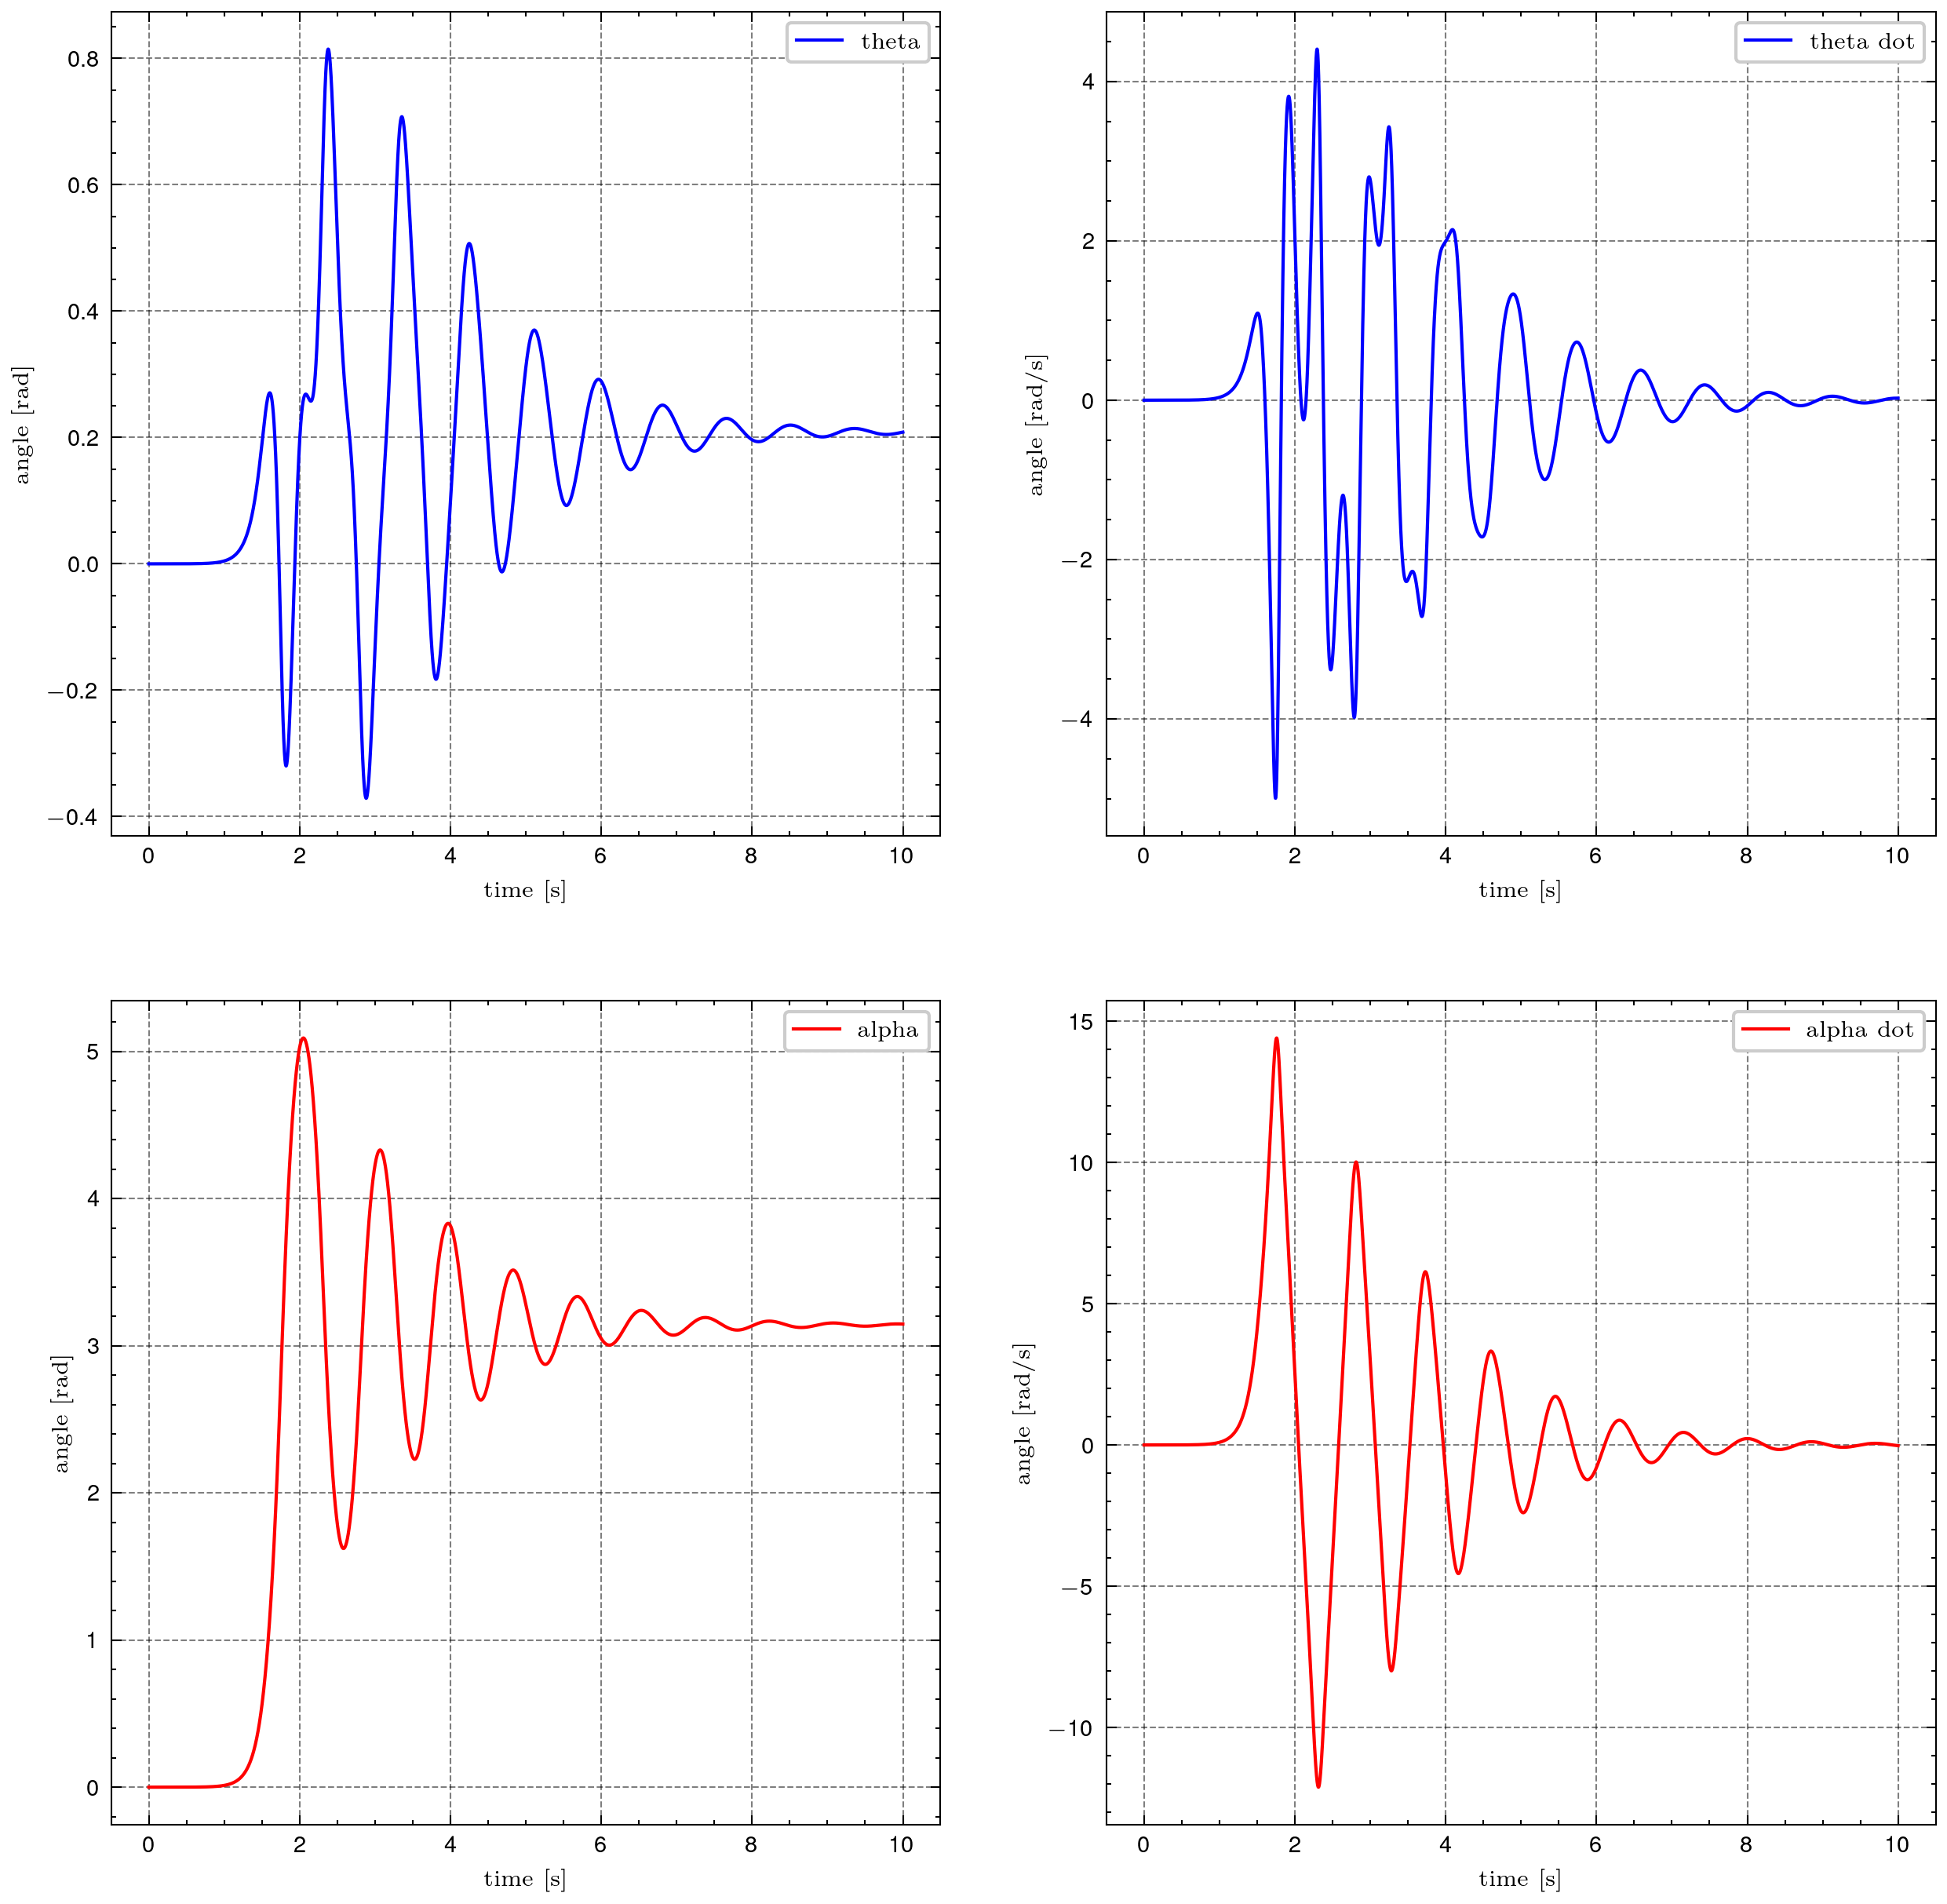 theta
0.8
0.6
0.4
0.2
0.0
−0.2
−0.4
angle [rad]
0 2 4 6 8 10
time [s]
theta dot
4
2
0
−2
−4
angle [rad/s]
0 2 4 6 8 10
time [s]
alpha
5
4
3
2
1
0
angle [rad]
0 2 4 6 8 10
time [s]
alpha dot
15
10
5
0
−5
−10
angle [rad/s]
0 2 4 6 8 10
time [s]